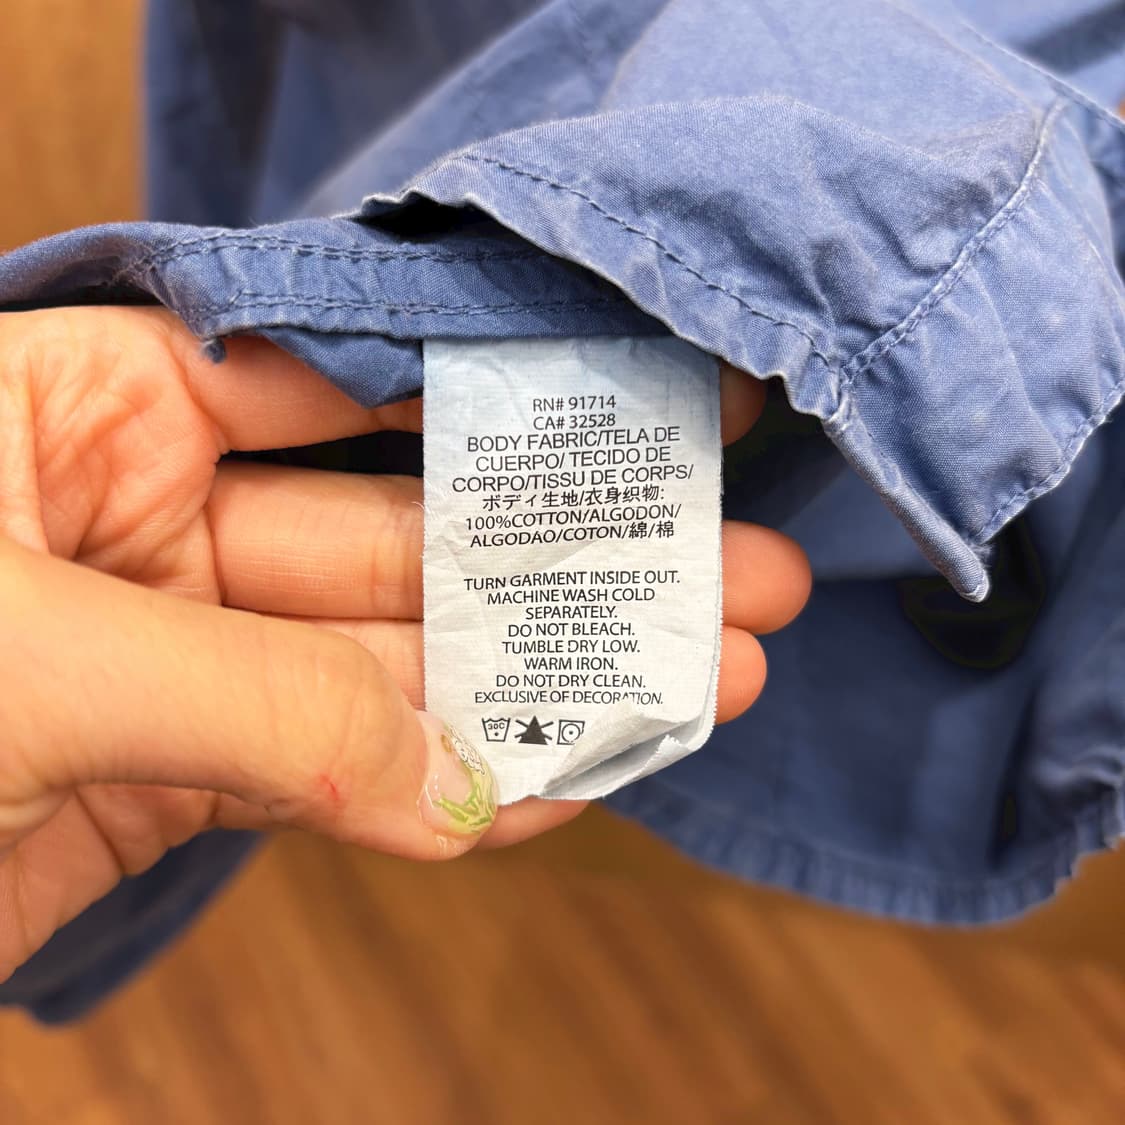 RN# 91714
CA# 32528
BODY FABRIC/TELA DE
CUERPO/ TECIDO DE
CORPO/TISSU DE CORPS/
ボディ生地/衣身织物:
100%COTTON/ALGODON/
ALGODAO/COTON/綿/棉
TURN GARMENT INSIDE OUT.
MACHINE WASH COLD
SEPARATELY.
DO NOT BLEACH.
TUMBLE DRY LOW.
WARM IRON.
DO NOT DRY CLEAN.
EXCLUSIVE OF DECORATION.
30C